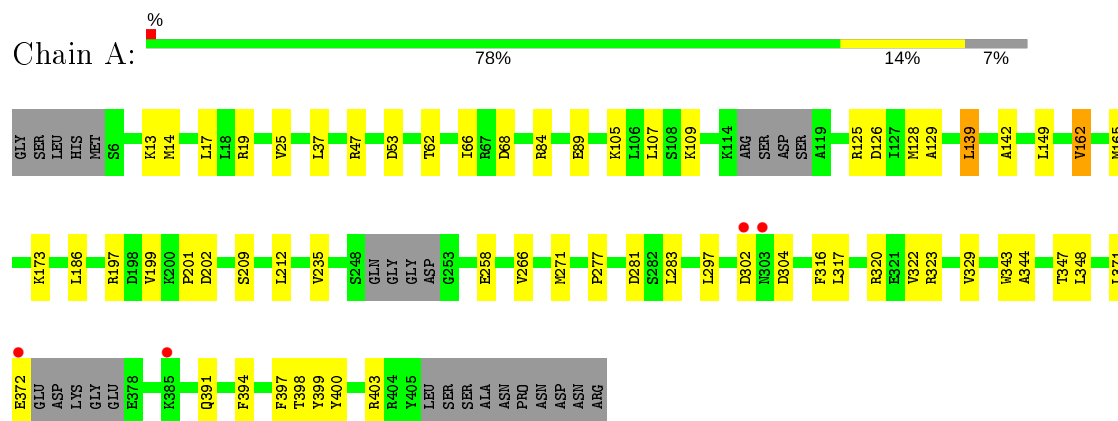 %
Chain A:
78% 14% 7%
GLY SER LEU HIS MET S6 K13 M14 L17 L18 R19 V25 L37 R47 D53 T62 I66 R67 D68 R84 E89 K105 L106 L107 S108 K109 K114 ARG SER ASP SER A119 R125 D126 I127 M128 A129 L139 A142 L149 V162 M165
K173 L186 R197 D198 V199 K200 P201 D202 S209 L212 V235 S248 GLN GLY GLY ASP G253 E258 V266 M271 P277 D281 S282 L283 L297 D302 N303 D304 F316 L317 R320 E321 V322 R323 V329 W343 A344 T347 L348 L371
E372 GLU ASP LYS GLY GLU E378 K385 Q391 F394 F397 T398 Y399 Y400 R403 R404 Y405 LEU SER SER ALA ASN PRO ASN ASP ASN ARG